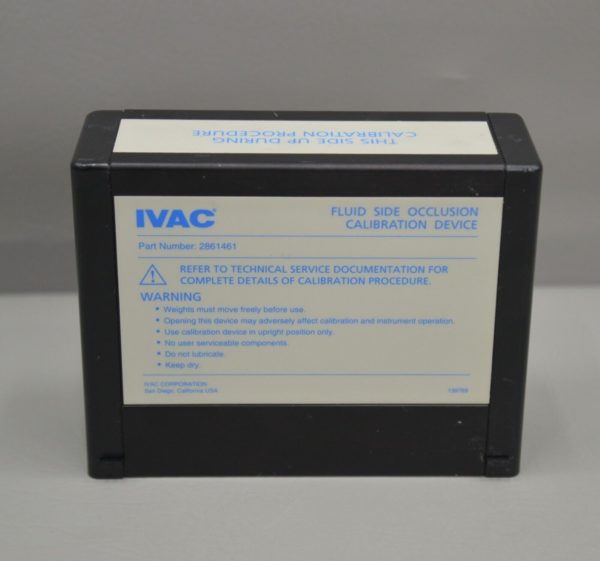 THIS SIDE UP DURING
CALIBRATION PROCEDURE
IVAC®
FLUID SIDE OCCLUSION
CALIBRATION DEVICE
Part Number: 2861461
REFER TO TECHNICAL SERVICE DOCUMENTATION FOR
COMPLETE DETAILS OF CALIBRATION PROCEDURE.
WARNING
• Weights must move freely before use.
• Opening this device may adversely affect calibration and instrument operation.
• Use calibration device in upright position only.
• No user serviceable components.
• Do not lubricate.
• Keep dry.
IVAC CORPORATION
San Diego, California USA